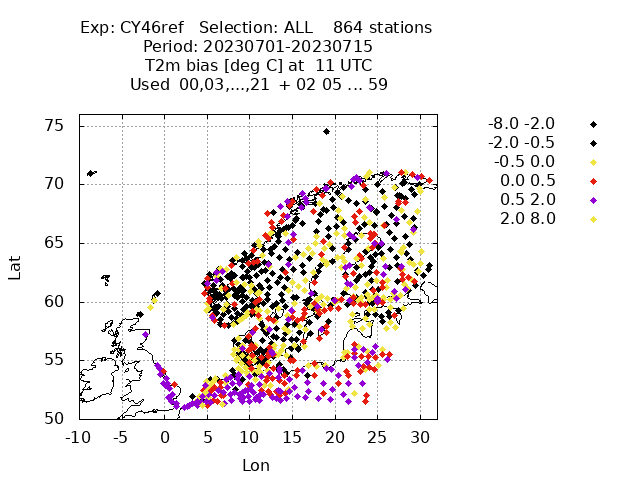 Exp: CY46ref   Selection: ALL    864 stations
Period: 20230701-20230715
T2m bias [deg C] at  11 UTC
Used  00,03,...,21  + 02 05 ... 59
-8.0 -2.0
-2.0 -0.5
-0.5 0.0
0.0 0.5
0.5 2.0
2.0 8.0
75
70
65
60
55
50
Lat
-10 -5 0 5 10 15 20 25 30
Lon